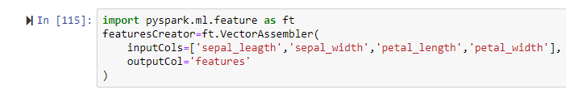 In [115]:
import pyspark.ml.feature as ft
featuresCreator=ft.VectorAssembler(
inputCols=['sepal_leagth','sepal_width','petal_length','petal_width'],
outputCol='features'
)